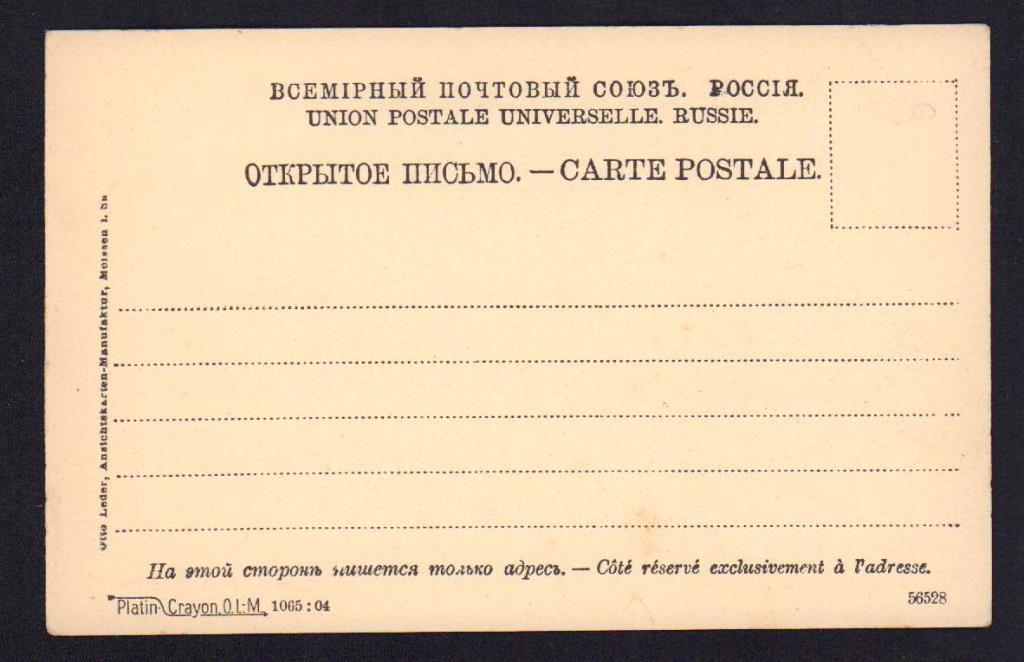 ВСЕМІРНЫЙ ПОЧТОВЫЙ СОЮЗЪ. РОССІЯ.
UNION POSTALE UNIVERSELLE. RUSSIE.
ОТКРЫТОЕ ПИСЬМО. — CARTE POSTALE.
Otto Leder, Ansichtskarten-Manufaktur, Meissen i. Sa
На этой сторонѣ пишется только адресъ. — Côté réservé exclusivement à l'adresse.
Platin-Crayon. O. L.-M. 1065 : 04
56528